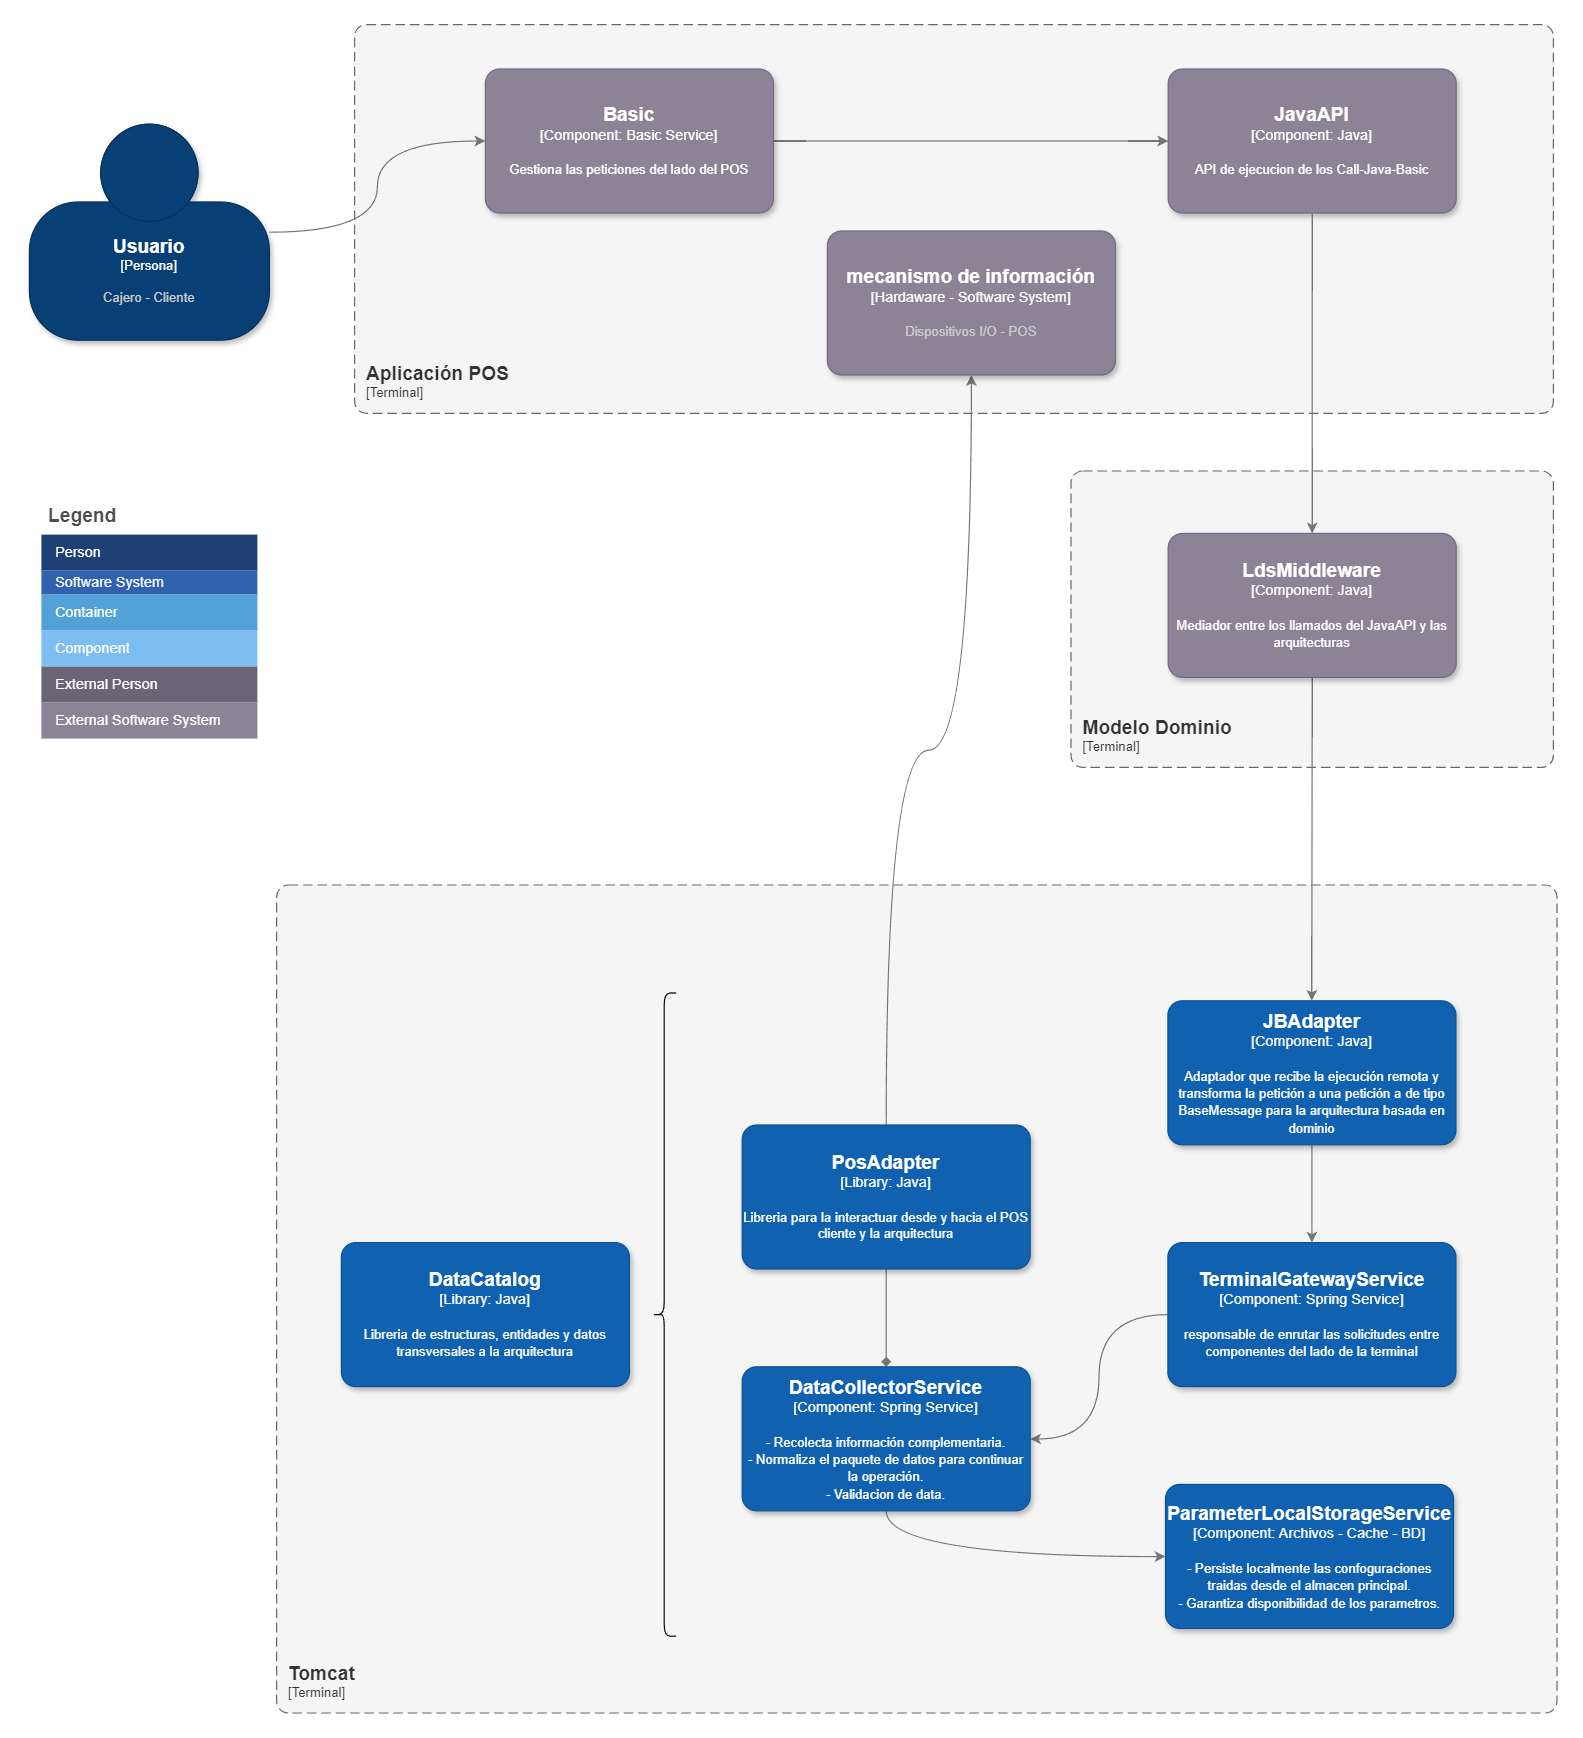 Basic
[Component: Basic Service]
Gestiona las peticiones del lado del POS
JavaAPI
[Component: Java]
API de ejecucion de los Call-Java-Basic
Usuario
[Persona]
Cajero - Cliente
mecanismo de información
[Hardaware - Software System]
Dispositivos I/O - POS
Aplicación POS
[Terminal]
Legend
Person
Software System
Container
Component
External Person
External Software System
LdsMiddleware
[Component: Java]
Mediador entre los llamados del JavaAPI y las
arquitecturas
Modelo Dominio
[Terminal]
JBAdapter
[Component: Java]
Adaptador que recibe la ejecución remota y
transforma la petición a una petición a de tipo
BaseMessage para la arquitectura basada en
dominio
PosAdapter
[Library: Java]
Libreria para la interactuar desde y hacia el POS
cliente y la arquitectura
DataCatalog
[Library: Java]
Libreria de estructuras, entidades y datos
transversales a la arquitectura
TerminalGatewayService
[Component: Spring Service]
responsable de enrutar las solicitudes entre
componentes del lado de la terminal
DataCollectorService
[Component: Spring Service]
- Recolecta información complementaria.
- Normaliza el paquete de datos para continuar
la operación.
- Validacion de data.
ParameterLocalStorageService
[Component: Archivos - Cache - BD]
- Persiste localmente las confoguraciones
traidas desde el almacen principal.
- Garantiza disponibilidad de los parametros.
Tomcat
[Terminal]